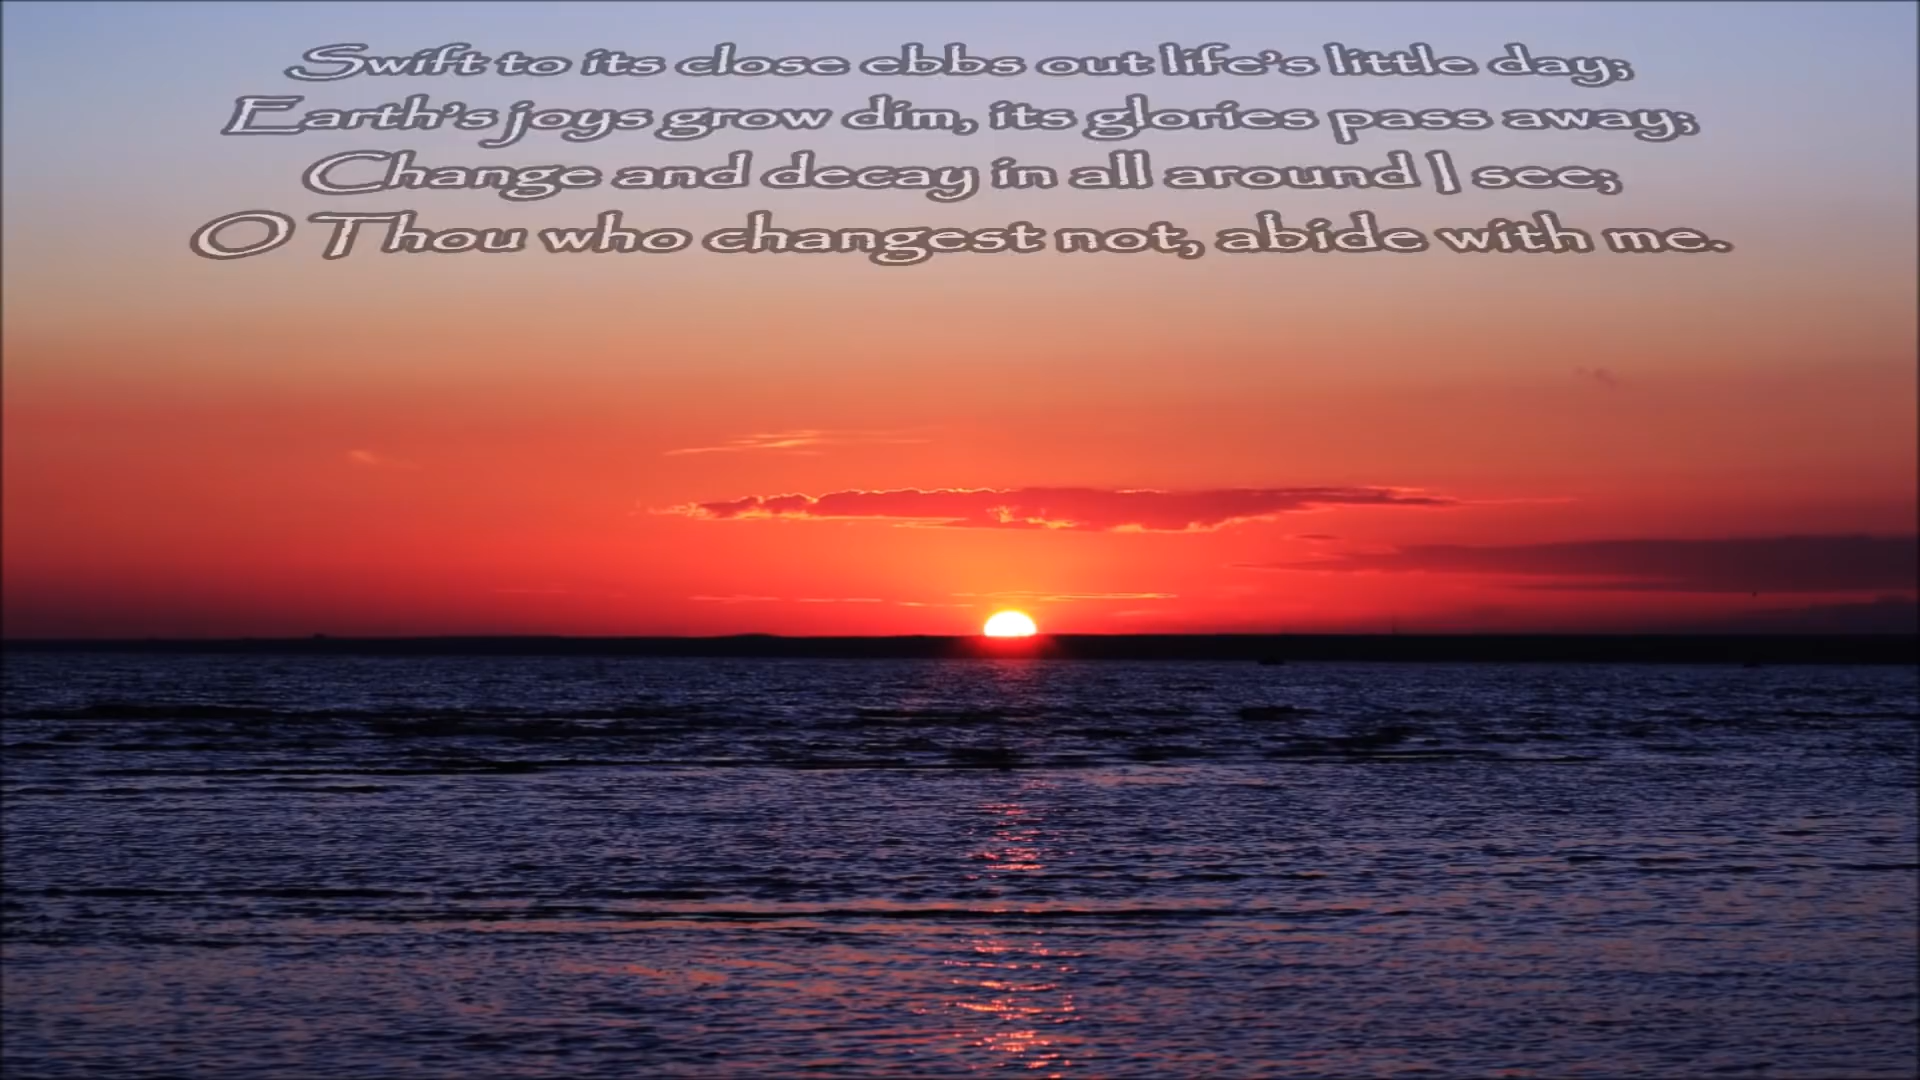 Swift to its close ebbs out life's little day;
Earth's joys grow dim, its glories pass away;
Change and decay in all around I see;
O Thou who changest not, abide with me.